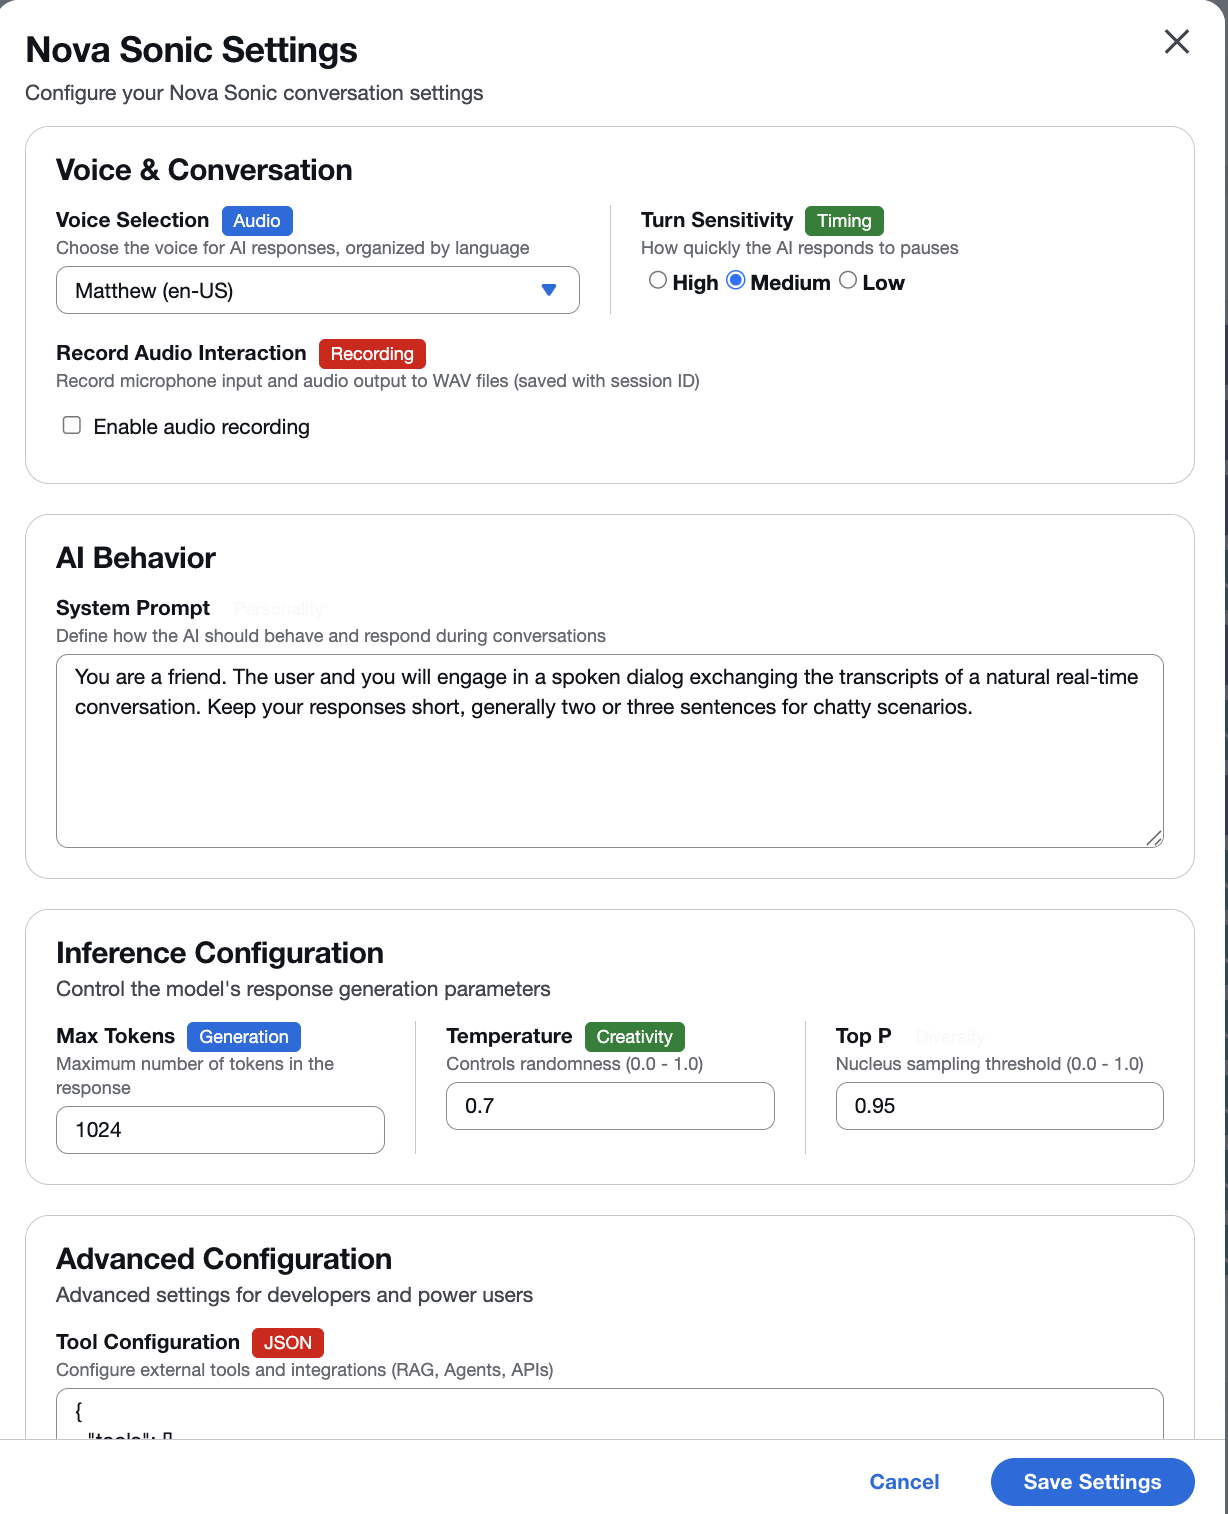 Nova Sonic Settings
Configure your Nova Sonic conversation settings
Voice & Conversation
Voice Selection Audio
Choose the voice for AI responses, organized by language
Matthew (en-US)
Turn Sensitivity Timing
How quickly the AI responds to pauses
High Medium Low
Record Audio Interaction Recording
Record microphone input and audio output to WAV files (saved with session ID)
Enable audio recording
AI Behavior
System Prompt Personality
Define how the AI should behave and respond during conversations
You are a friend. The user and you will engage in a spoken dialog exchanging the transcripts of a natural real-time
conversation. Keep your responses short, generally two or three sentences for chatty scenarios.
Inference Configuration
Control the model's response generation parameters
Max Tokens Generation
Maximum number of tokens in the
response
1024
Temperature Creativity
Controls randomness (0.0 - 1.0)
0.7
Top P Diversity
Nucleus sampling threshold (0.0 - 1.0)
0.95
Advanced Configuration
Advanced settings for developers and power users
Tool Configuration JSON
Configure external tools and integrations (RAG, Agents, APIs)
{
"tools": []
Cancel Save Settings